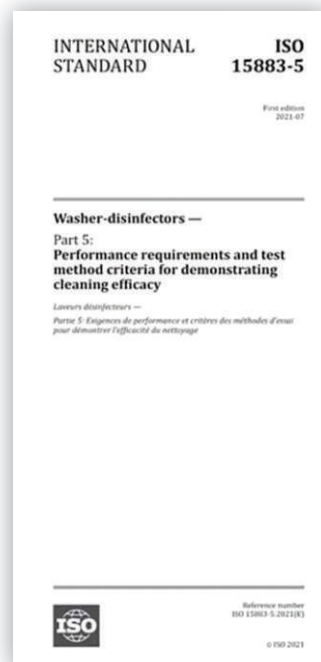 INTERNATIONAL STANDARD
ISO 15883-5
First edition
2021-07
Washer-disinfectors —
Part 5:
Performance requirements and test
method criteria for demonstrating
cleaning efficacy
Laveurs désinfecteurs —
Partie 5: Exigences de performance et critères des méthodes d'essai
pour démontrer l'efficacité du nettoyage
ISO
Reference number
ISO 15883-5:2021(E)
© ISO 2021